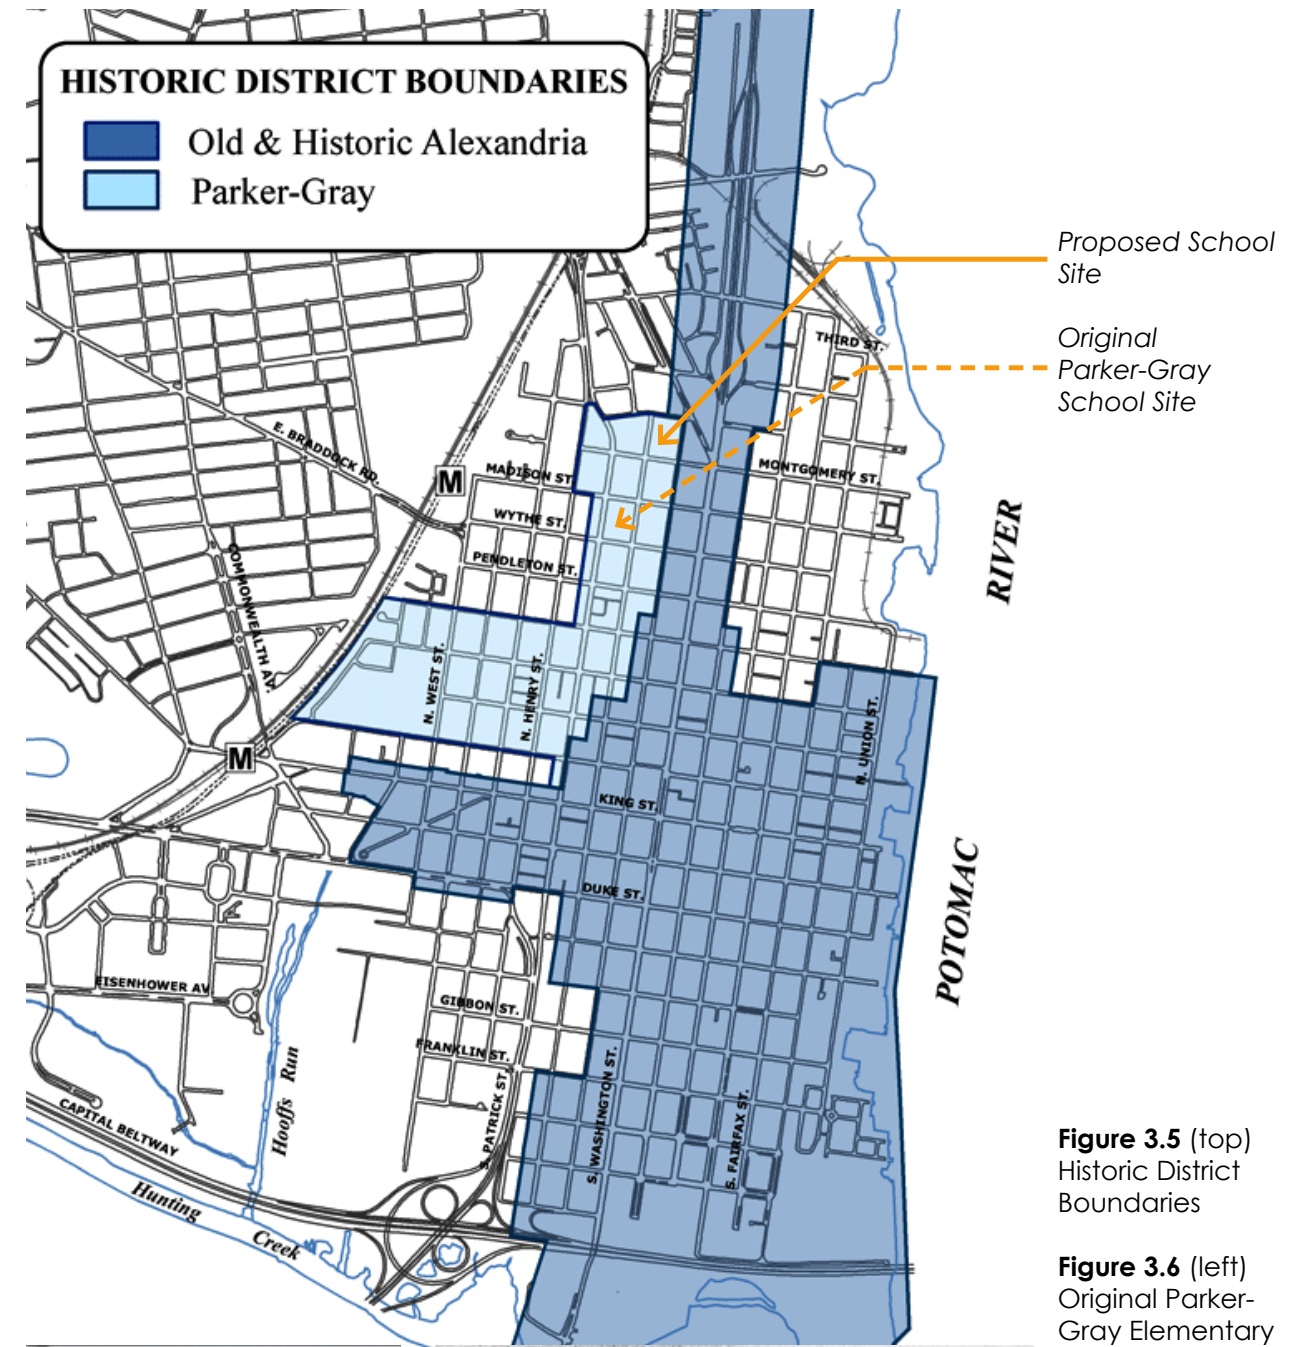 HISTORIC DISTRICT BOUNDARIES
Old & Historic Alexandria
Parker-Gray
Proposed School
Site
Original
Parker-Gray
School Site
THIRD ST.
E. BRADDOCK RD.
M
MADISON ST.
MONTGOMERY ST.
WYTHE ST.
PENDLETON ST.
COMMONWEALTH AV.
RIVER
N. WEST ST.
N. HENRY ST.
N. UNION ST.
M
KING ST.
DUKE ST.
POTOMAC
EISENHOWER AV.
GIBBON ST.
FRANKLIN ST.
Hooffs Run
S. PATRICK ST.
S. WASHINGTON ST.
S. FAIRFAX ST.
CAPITAL BELTWAY
Hunting
Creek
Figure 3.5 (top)
Historic District
Boundaries
Figure 3.6 (left)
Original Parker-
Gray Elementary